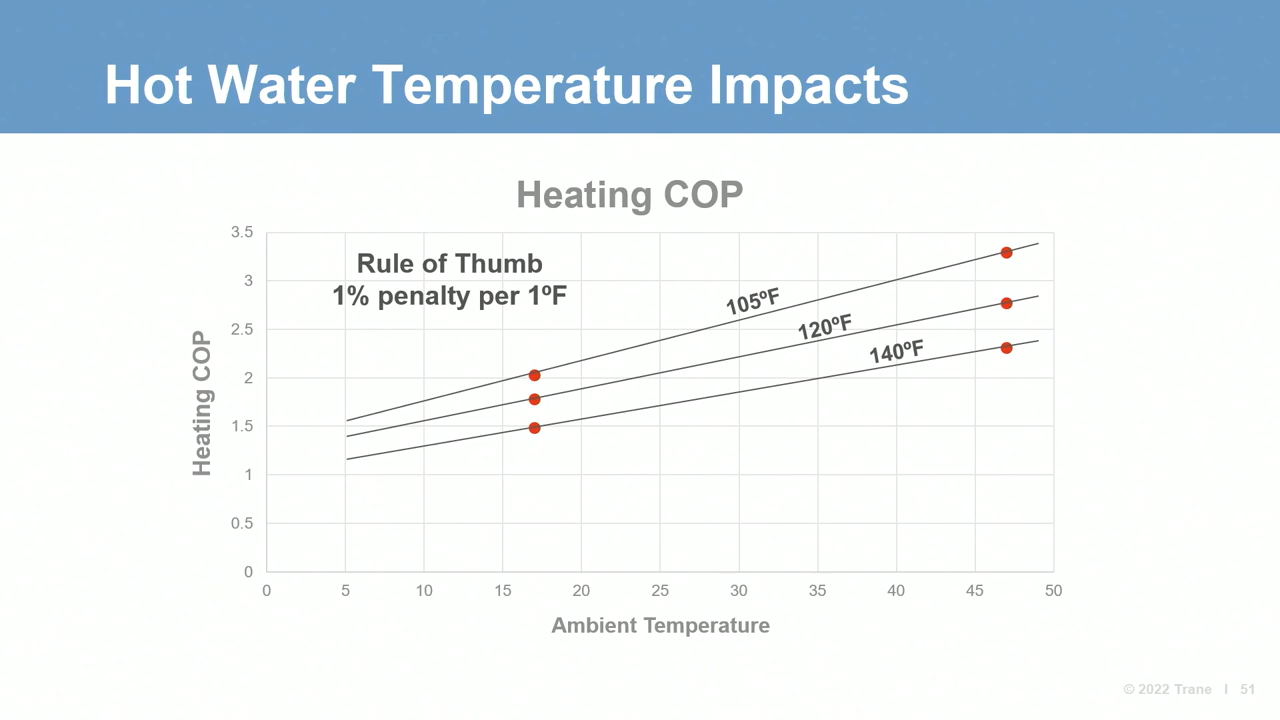 Hot Water Temperature Impacts
Heating COP
Rule of Thumb
1% penalty per 1ºF
105ºF
120ºF
140ºF
3.5
3
2.5
2
1.5
1
0.5
0
Heating COP
0 5 10 15 20 25 30 35 40 45 50
Ambient Temperature
© 2022 Trane I 51